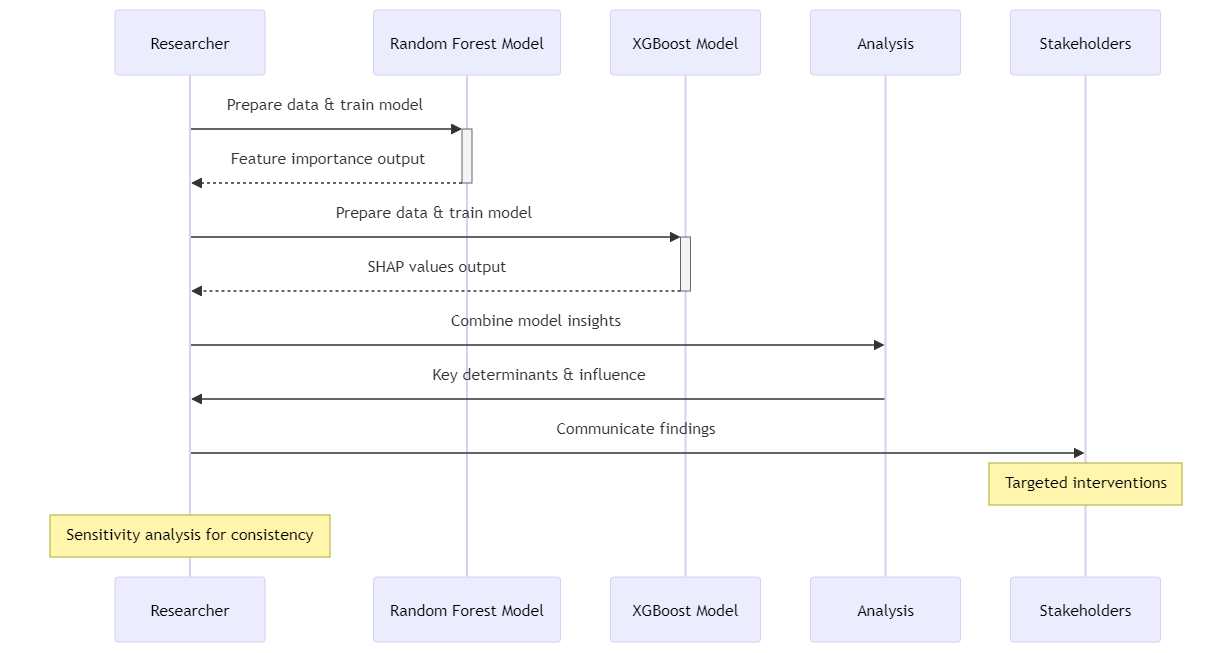 Researcher
Random Forest Model
XGBoost Model
Analysis
Stakeholders
Prepare data & train model
Feature importance output
Prepare data & train model
SHAP values output
Combine model insights
Key determinants & influence
Communicate findings
Targeted interventions
Sensitivity analysis for consistency
Researcher
Random Forest Model
XGBoost Model
Analysis
Stakeholders